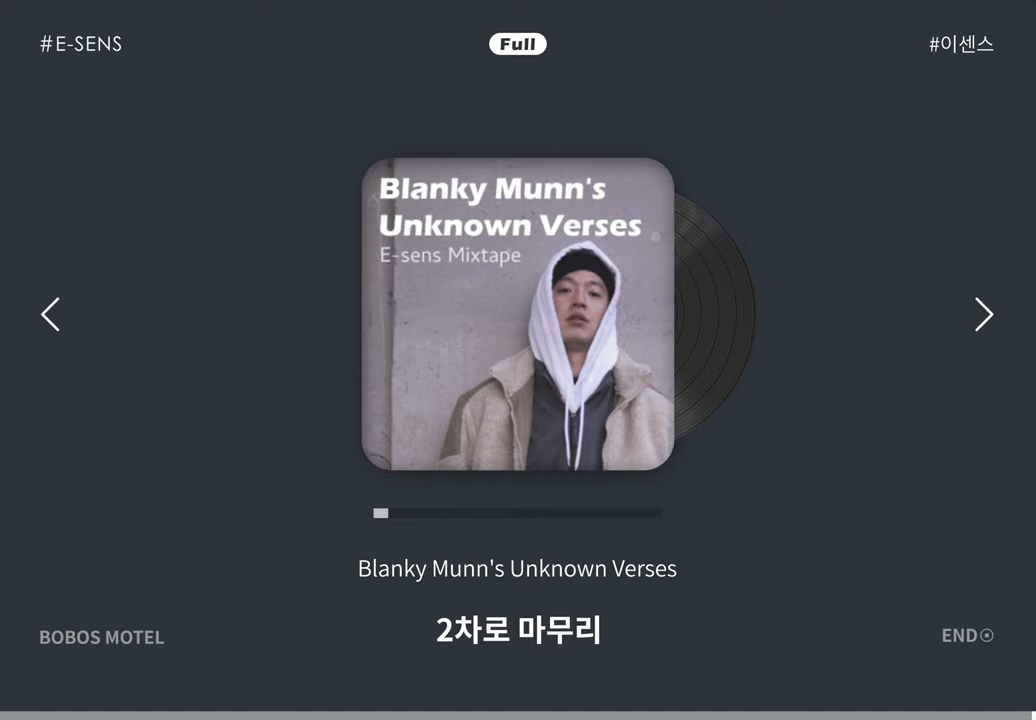 #E-SENS
Full
#이센스
Blanky Munn's
Unknown Verses
E-sens Mixtape
Blanky Munn's Unknown Verses
2차로 마무리
BOBOS MOTEL
END